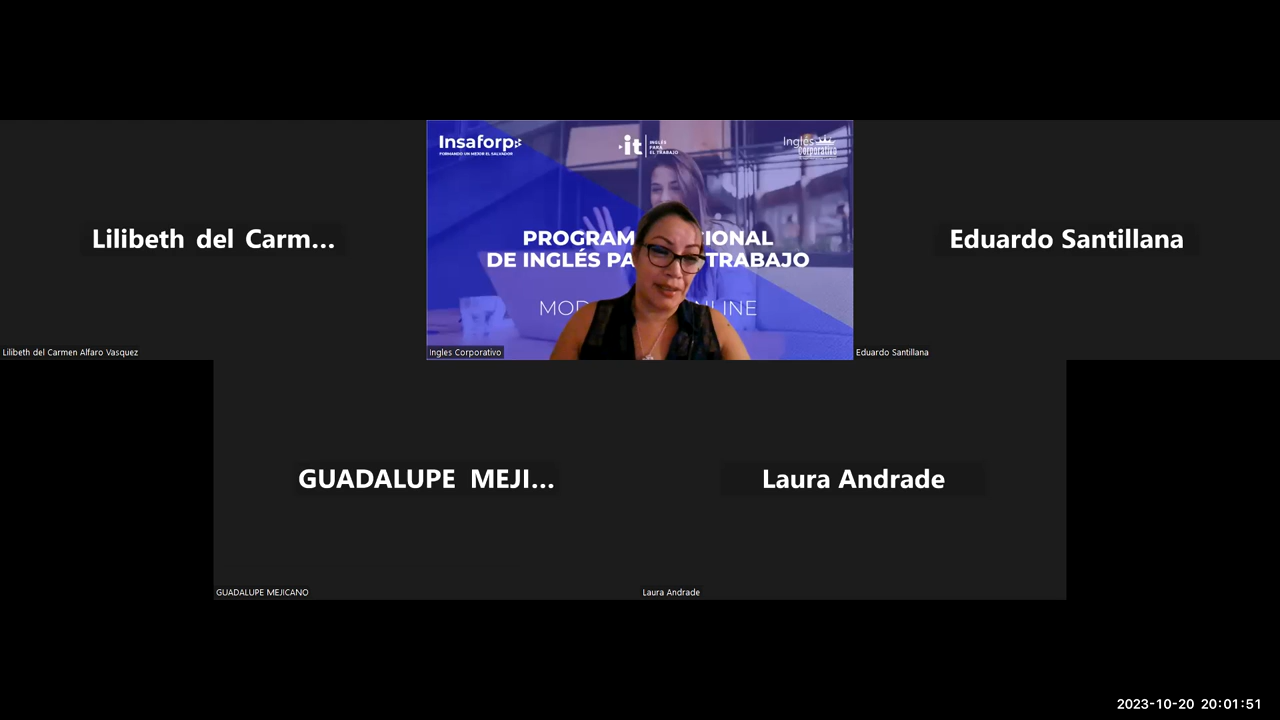 Insaforp
FORMANDO UN MEJOR EL SALVADOR
it
INGLÉS
PARA
EL TRABAJO
Inglés
corporativo
Lilibeth del Carm...
PROGRAM IONAL
DE INGLÉS PA TRABAJO
MOD NLINE
Eduardo Santillana
Lilibeth del Carmen Alfaro Vasquez
Ingles Corporativo
Eduardo Santillana
GUADALUPE MEJI...
Laura Andrade
GUADALUPE MEJICANO
Laura Andrade
2023-10-20 20:01:51